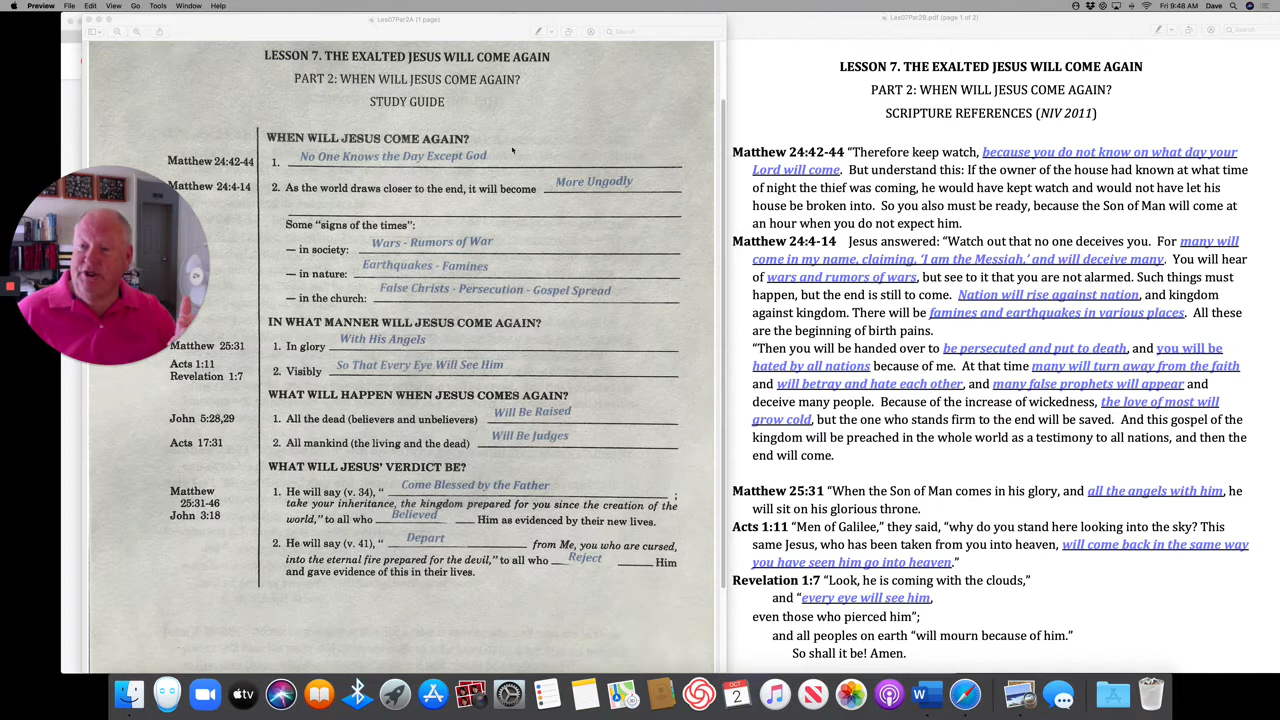 Preview File Edit View Go Tools Window Help
Fri 9:48 AM Dave
Les07Par2A (1 page)
Search
LESSON 7. THE EXALTED JESUS WILL COME AGAIN
PART 2: WHEN WILL JESUS COME AGAIN?
STUDY GUIDE
WHEN WILL JESUS COME AGAIN?
Matthew 24:42-44 1. No One Knows the Day Except God
Matthew 24:4-14 2. As the world draws closer to the end, it will become More Ungodly
Some “signs of the times”:
— in society: Wars - Rumors of War
— in nature: Earthquakes - Famines
— in the church: False Christs - Persecution - Gospel Spread
IN WHAT MANNER WILL JESUS COME AGAIN?
Matthew 25:31 1. In glory With His Angels
Acts 1:11 2. Visibly So That Every Eye Will See Him
Revelation 1:7
WHAT WILL HAPPEN WHEN JESUS COMES AGAIN?
John 5:28,29 1. All the dead (believers and unbelievers) Will Be Raised
Acts 17:31 2. All mankind (the living and the dead) Will Be Judges
WHAT WILL JESUS’ VERDICT BE?
Matthew 25:31-46 1. He will say (v. 34), “ Come Blessed by the Father ;
John 3:18 take your inheritance, the kingdom prepared for you since the creation of the
world,” to all who Believed Him as evidenced by their new lives.
2. He will say (v. 41), “ Depart from Me, you who are cursed,
into the eternal fire prepared for the devil,” to all who Reject Him
and gave evidence of this in their lives.
Les07Par2B.pdf (page 1 of 2)
Search
LESSON 7. THE EXALTED JESUS WILL COME AGAIN
PART 2: WHEN WILL JESUS COME AGAIN?
SCRIPTURE REFERENCES (NIV 2011)
Matthew 24:42-44 “Therefore keep watch, because you do not know on what day your
Lord will come. But understand this: If the owner of the house had known at what time
of night the thief was coming, he would have kept watch and would not have let his
house be broken into. So you also must be ready, because the Son of Man will come at
an hour when you do not expect him.
Matthew 24:4-14 Jesus answered: “Watch out that no one deceives you. For many will
come in my name, claiming, ‘I am the Messiah,’ and will deceive many. You will hear
of wars and rumors of wars, but see to it that you are not alarmed. Such things must
happen, but the end is still to come. Nation will rise against nation, and kingdom
against kingdom. There will be famines and earthquakes in various places. All these
are the beginning of birth pains.
“Then you will be handed over to be persecuted and put to death, and you will be
hated by all nations because of me. At that time many will turn away from the faith
and will betray and hate each other, and many false prophets will appear and
deceive many people. Because of the increase of wickedness, the love of most will
grow cold, but the one who stands firm to the end will be saved. And this gospel of the
kingdom will be preached in the whole world as a testimony to all nations, and then the
end will come.
Matthew 25:31 “When the Son of Man comes in his glory, and all the angels with him, he
will sit on his glorious throne.
Acts 1:11 “Men of Galilee,” they said, “why do you stand here looking into the sky? This
same Jesus, who has been taken from you into heaven, will come back in the same way
you have seen him go into heaven.”
Revelation 1:7 “Look, he is coming with the clouds,”
and “every eye will see him,
even those who pierced him”;
and all peoples on earth “will mourn because of him.”
So shall it be! Amen.
tv
OCT
2
W